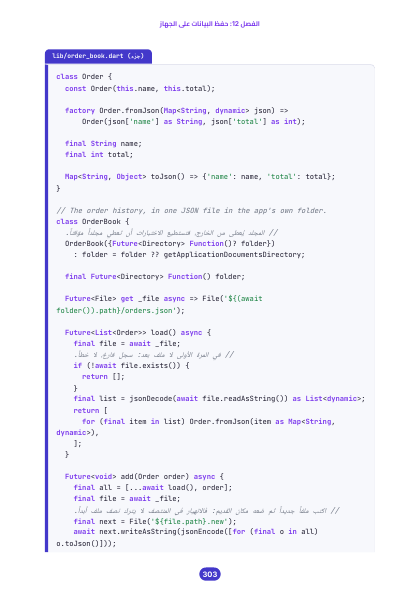 الفصل 12: حفظ البيانات على الجهاز
lib/order_book.dart (جزء)
class Order {
const Order(this.name, this.total);
factory Order.fromJson(Map<String, dynamic> json) =>
Order(json['name'] as String, json['total'] as int);
final String name;
final int total;
Map<String, Object> toJson() => {'name': name, 'total': total};
}
// The order history, in one JSON file in the app's own folder.
class OrderBook {
// المجلد يُعطى من الخارج، فتستطيع الاختبارات أن تعطي مجلداً مؤقتاً.
OrderBook({Future<Directory> Function()? folder})
: folder = folder ?? getApplicationDocumentsDirectory;
final Future<Directory> Function() folder;
Future<File> get _file async => File('${(await
folder()).path}/orders.json');
Future<List<Order>> load() async {
final file = await _file;
// في المرة الأولى لا ملف بعد: سجل فارغ، لا خطأ.
if (!await file.exists()) {
return [];
}
final list = jsonDecode(await file.readAsString()) as List<dynamic>;
return [
for (final item in list) Order.fromJson(item as Map<String,
dynamic>),
];
}
Future<void> add(Order order) async {
final all = [...await load(), order];
final file = await _file;
// اكتب ملفاً جديداً ثم ضعه مكان القديم: فالانهيار في المنتصف لا يترك نصف ملف أبداً.
final next = File('${file.path}.new');
await next.writeAsString(jsonEncode([for (final o in all)
o.toJson()]));
303